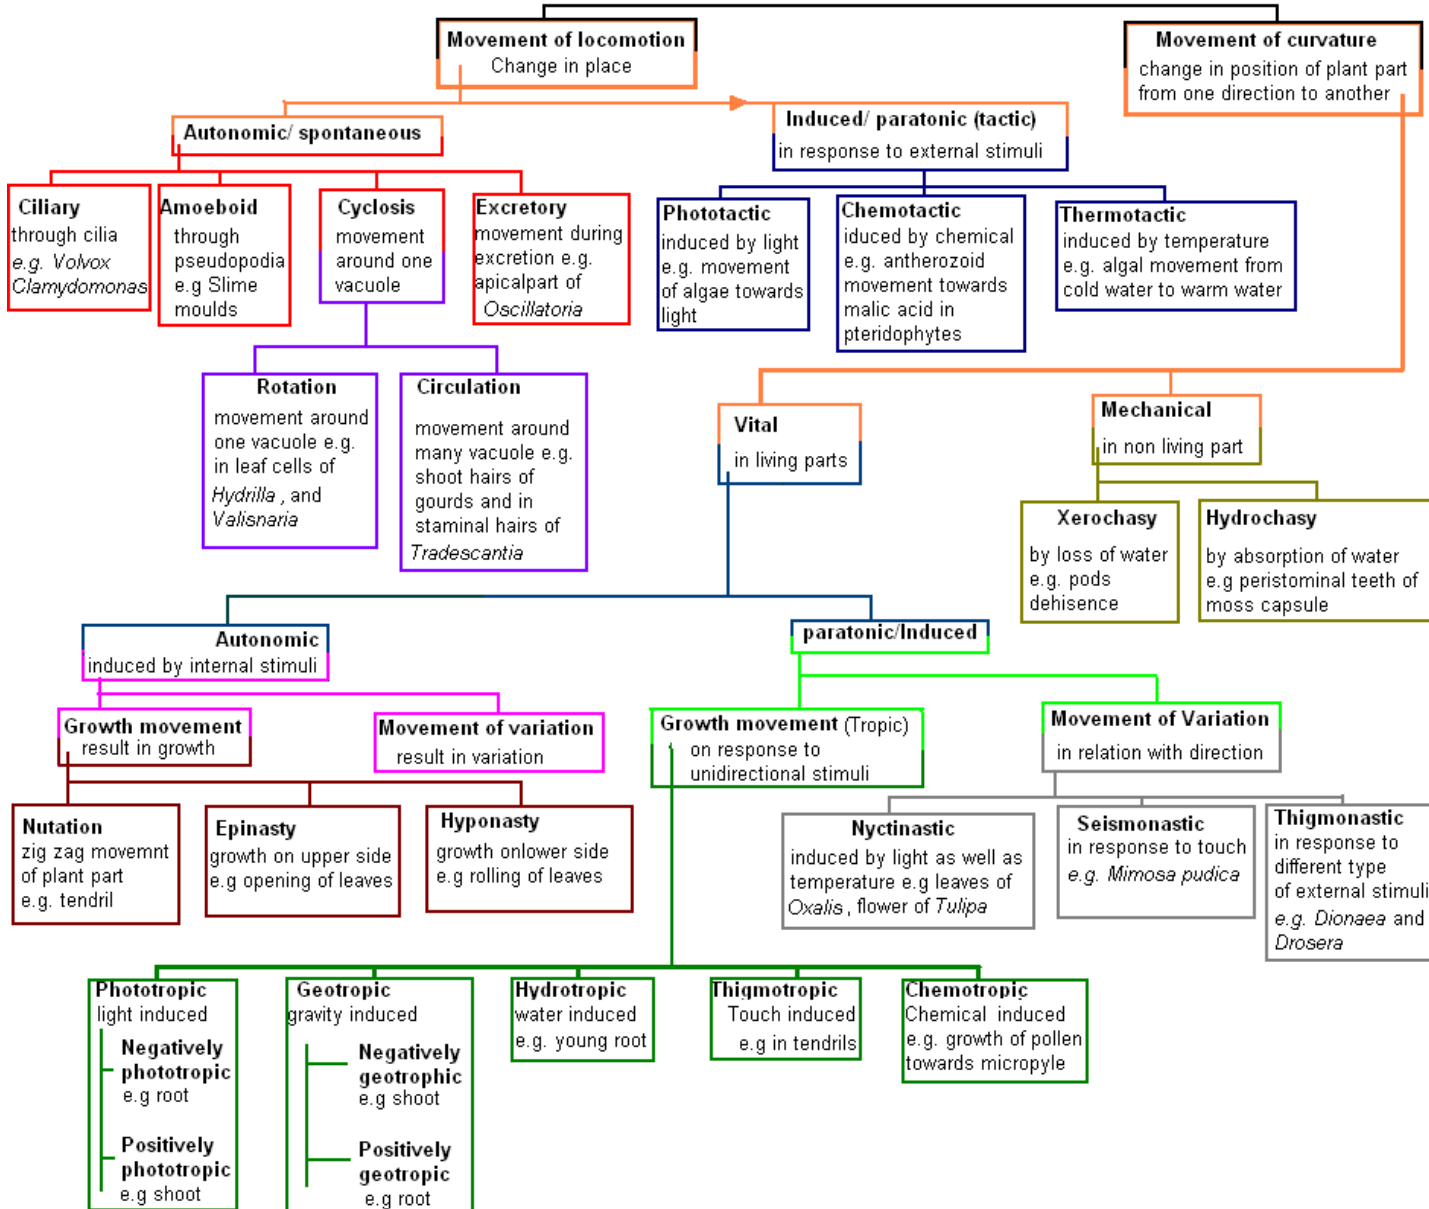 Movement of locomotion
Change in place
Movement of curvature
change in position of plant part
from one direction to another
Autonomic/ spontaneous
Induced/ paratonic (tactic)
in response to external stimuli
Ciliary
through cilia
e.g. Volvox
Clamydomonas
Amoeboid
through
pseudopodia
e.g Slime
moulds
Cyclosis
movement
around one
vacuole
Excretory
movement during
excretion e.g.
apicalpart of
Oscillatoria
Phototactic
induced by light
e.g. movement
of algae towards
light
Chemotactic
iduced by chemical
e.g. antherozoid
movement towards
malic acid in
pteridophytes
Thermotactic
induced by temperature
e.g. algal movement from
cold water to warm water
Rotation
movement around
one vacuole e.g.
in leaf cells of
Hydrilla , and
Valisnaria
Circulation
movement around
many vacuole e.g.
shoot hairs of
gourds and in
staminal hairs of
Tradescantia
Vital
in living parts
Mechanical
in non living part
Xerochasy
by loss of water
e.g. pods
dehisence
Hydrochasy
by absorption of water
e.g peristominal teeth of
moss capsule
Autonomic
induced by internal stimuli
paratonic/Induced
Growth movement
result in growth
Movement of variation
result in variation
Growth movement (Tropic)
on response to
unidirectional stimuli
Movement of Variation
in relation with direction
Nutation
zig zag movemnt
of plant part
e.g. tendril
Epinasty
growth on upper side
e.g opening of leaves
Hyponasty
growth onlower side
e.g rolling of leaves
Nyctinastic
induced by light as well as
temperature e.g leaves of
Oxalis , flower of Tulipa
Seismonastic
in response to touch
e.g. Mimosa pudica
Thigmonastic
in response to
different type
of external stimuli
e.g. Dionaea and
Drosera
Phototropic
light induced
Negatively
phototropic
e.g root
Positively
phototropic
e.g shoot
Geotropic
gravity induced
Negatively
geotrophic
e.g shoot
Positively
geotropic
e.g root
Hydrotropic
water induced
e.g. young root
Thigmotropic
Touch induced
e.g in tendrils
Chemotropic
Chemical induced
e.g. growth of pollen
towards micropyle